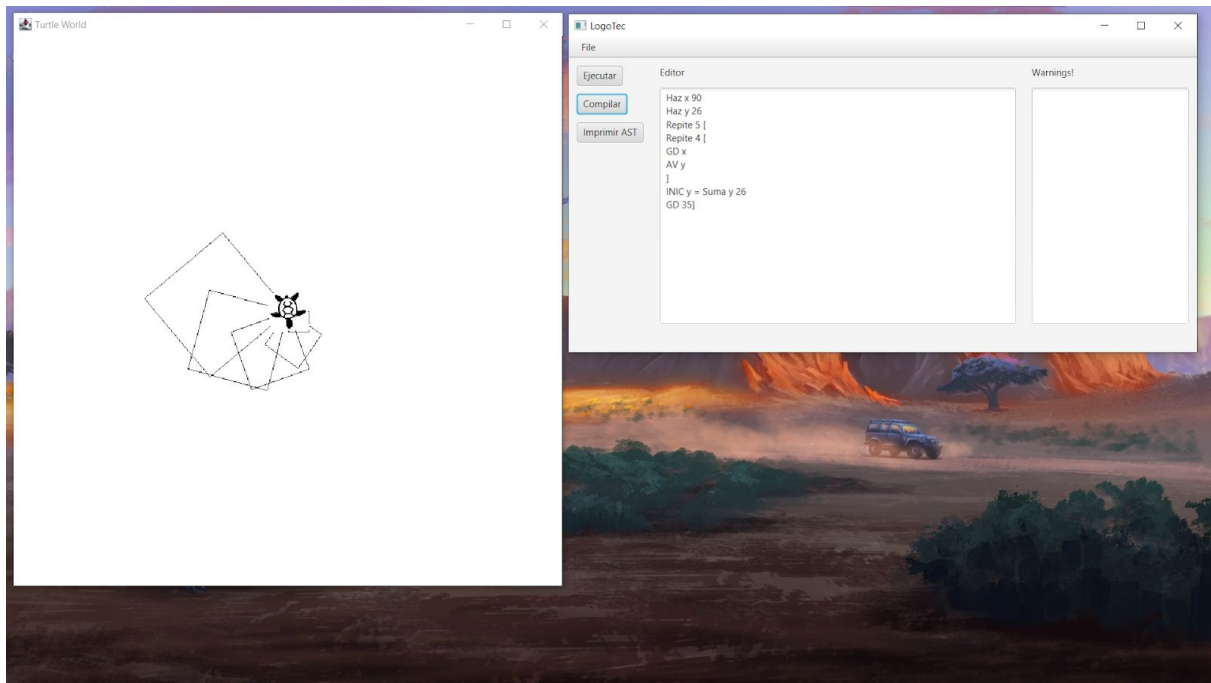 Turtle World
LogoTec
File
Ejecutar
Compilar
Imprimir AST
Editor
Haz x 90
Haz y 26
Repite 5 [
Repite 4 [
GD x
AV y
]
INIC y = Suma y 26
GD 35]
Warnings!